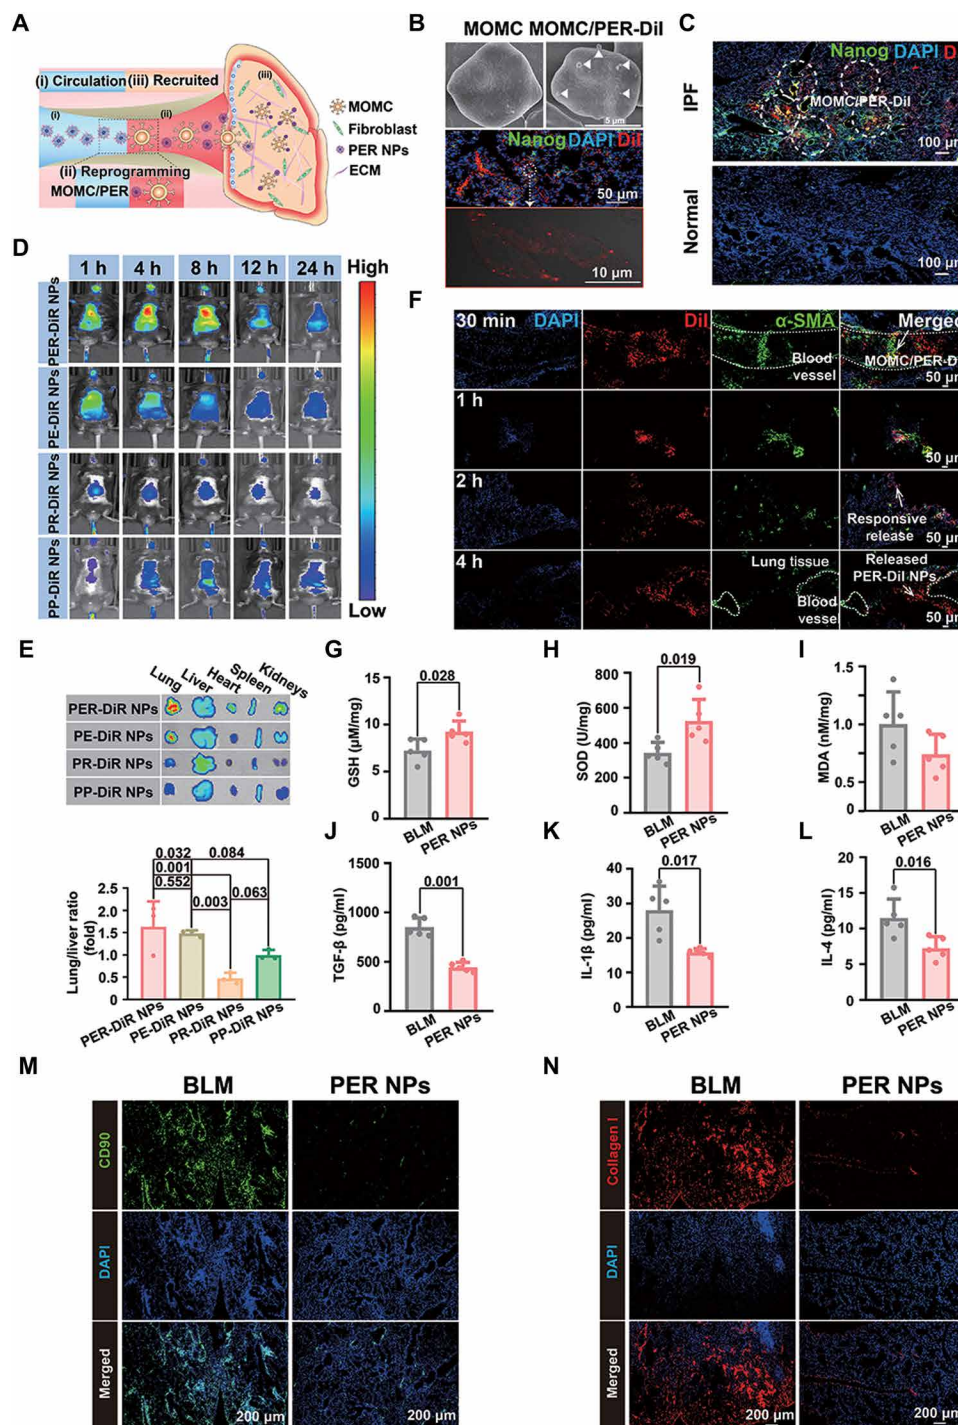 A
(i) Circulation (iii) Recruited
(i)
(ii)
(iii)
(ii) Reprogramming
MOMC/PER
MOMC
Fibroblast
PER NPs
ECM
B
MOMC MOMC/PER-DiI
5 μm
Nanog DAPI DiI
50 μm
10 μm
C
IPF
Nanog DAPI D
MOMC/PER-DiI
100 μm
Normal
100 μm
D
1 h 4 h 8 h 12 h 24 h
PER-DiR NPs
PE-DiR NPs
PR-DiR NPs
PP-DiR NPs
High
Low
F
30 min DAPI DiI α-SMA Merged
Blood vessel
MOMC/PER-D
50 μm
1 h
50 μm
2 h
Responsive release
50 μm
4 h
Lung tissue
Blood vessel
Released PER-DiI NPs
50 μm
E
Lung Liver Heart Spleen Kidneys
PER-DiR NPs
PE-DiR NPs
PR-DiR NPs
PP-DiR NPs
0.032 0.084
0.001
0.552
0.003 0.063
Lung/liver ratio (fold)
2.5
2.0
1.5
1.0
0.5
0
PER-DiR NPs PE-DiR NPs PR-DiR NPs PP-DiR NPs
G
0.028
GSH (μM/mg)
15
10
5
0
BLM PER NPs
H
0.019
SOD (U/mg)
800
600
400
200
0
BLM PER NPs
I
MDA (nM/mg)
1.5
1.0
0.5
0
BLM PER NPs
J
0.001
TGF-β (pg/ml)
1500
1000
500
0
BLM PER NPs
K
0.017
IL-1β (pg/ml)
40
30
20
10
0
BLM PER NPs
L
0.016
IL-4 (pg/ml)
20
15
10
5
0
BLM PER NPs
M
BLM PER NPs
CD90
DAPI
Merged
200 μm 200 μm
N
BLM PER NPs
Collagen I
DAPI
Merged
200 μm 200 μm